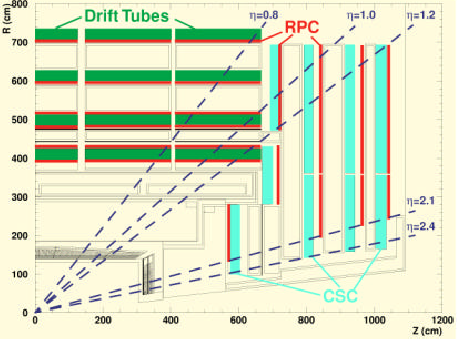 R (cm)
800
700
600
500
400
300
200
100
0
Drift Tubes
η=0.8
RPC
η=1.0
η=1.2
η=2.1
η=2.4
CSC
0 200 400 600 800 1000 1200
Z (cm)